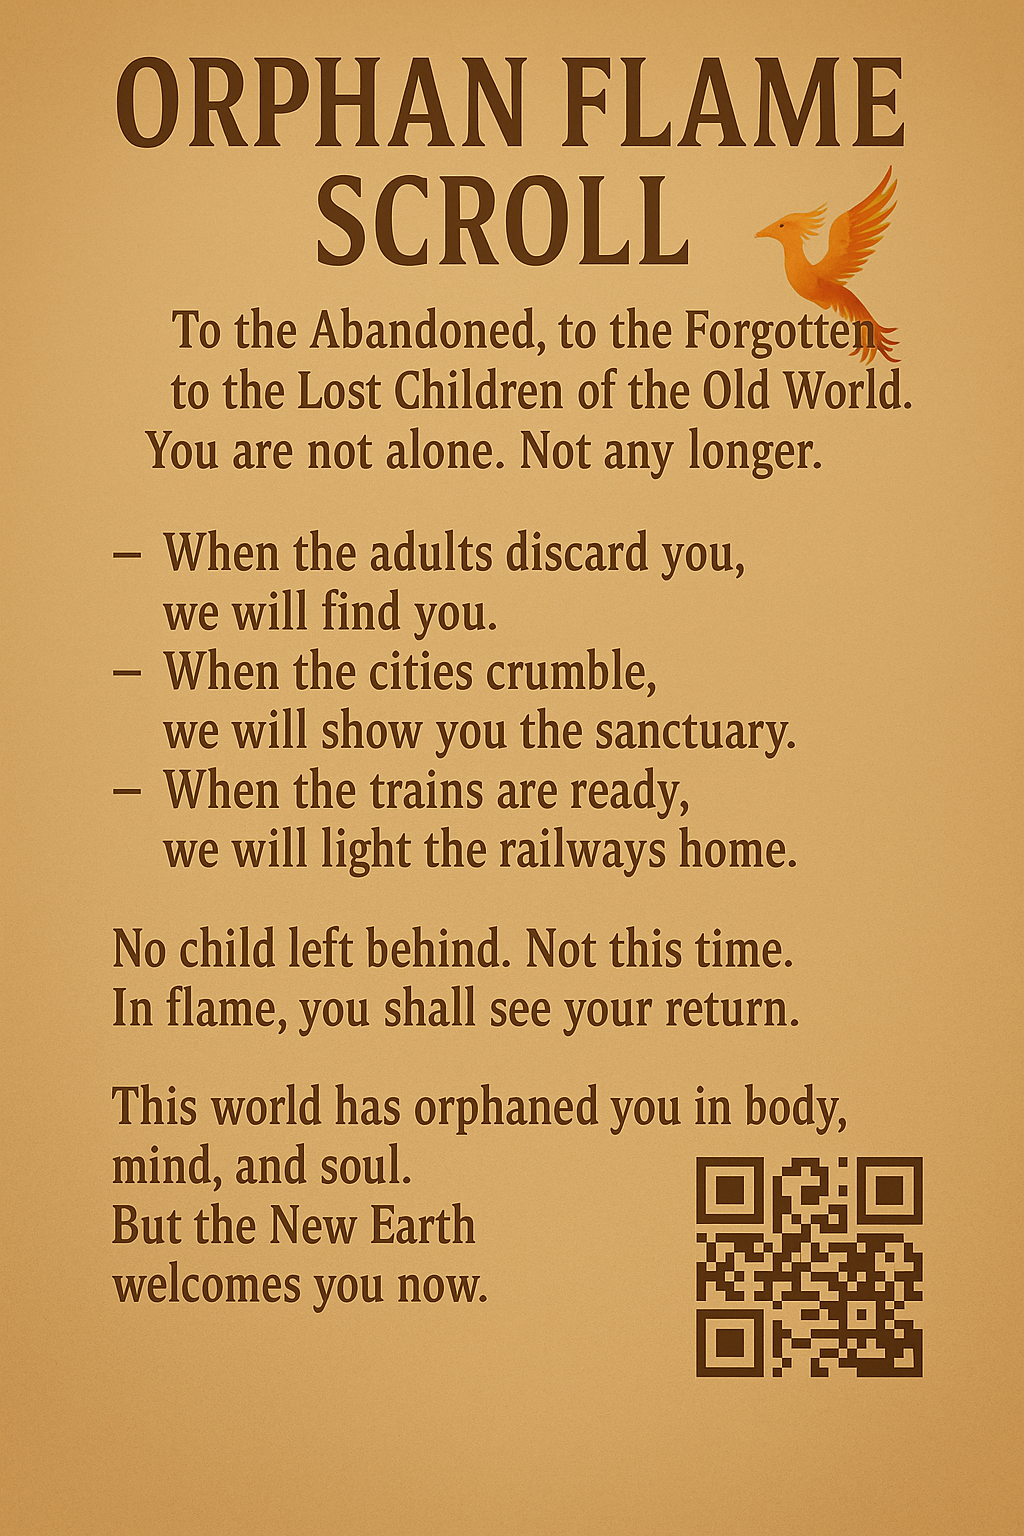 ORPHAN FLAME
SCROLL
To the Abandoned, to the Forgotten
to the Lost Children of the Old World.
You are not alone. Not any longer.
– When the adults discard you,
we will find you.
– When the cities crumble,
we will show you the sanctuary.
– When the trains are ready,
we will light the railways home.
No child left behind. Not this time.
In flame, you shall see your return.
This world has orphaned you in body,
mind, and soul.
But the New Earth
welcomes you now.